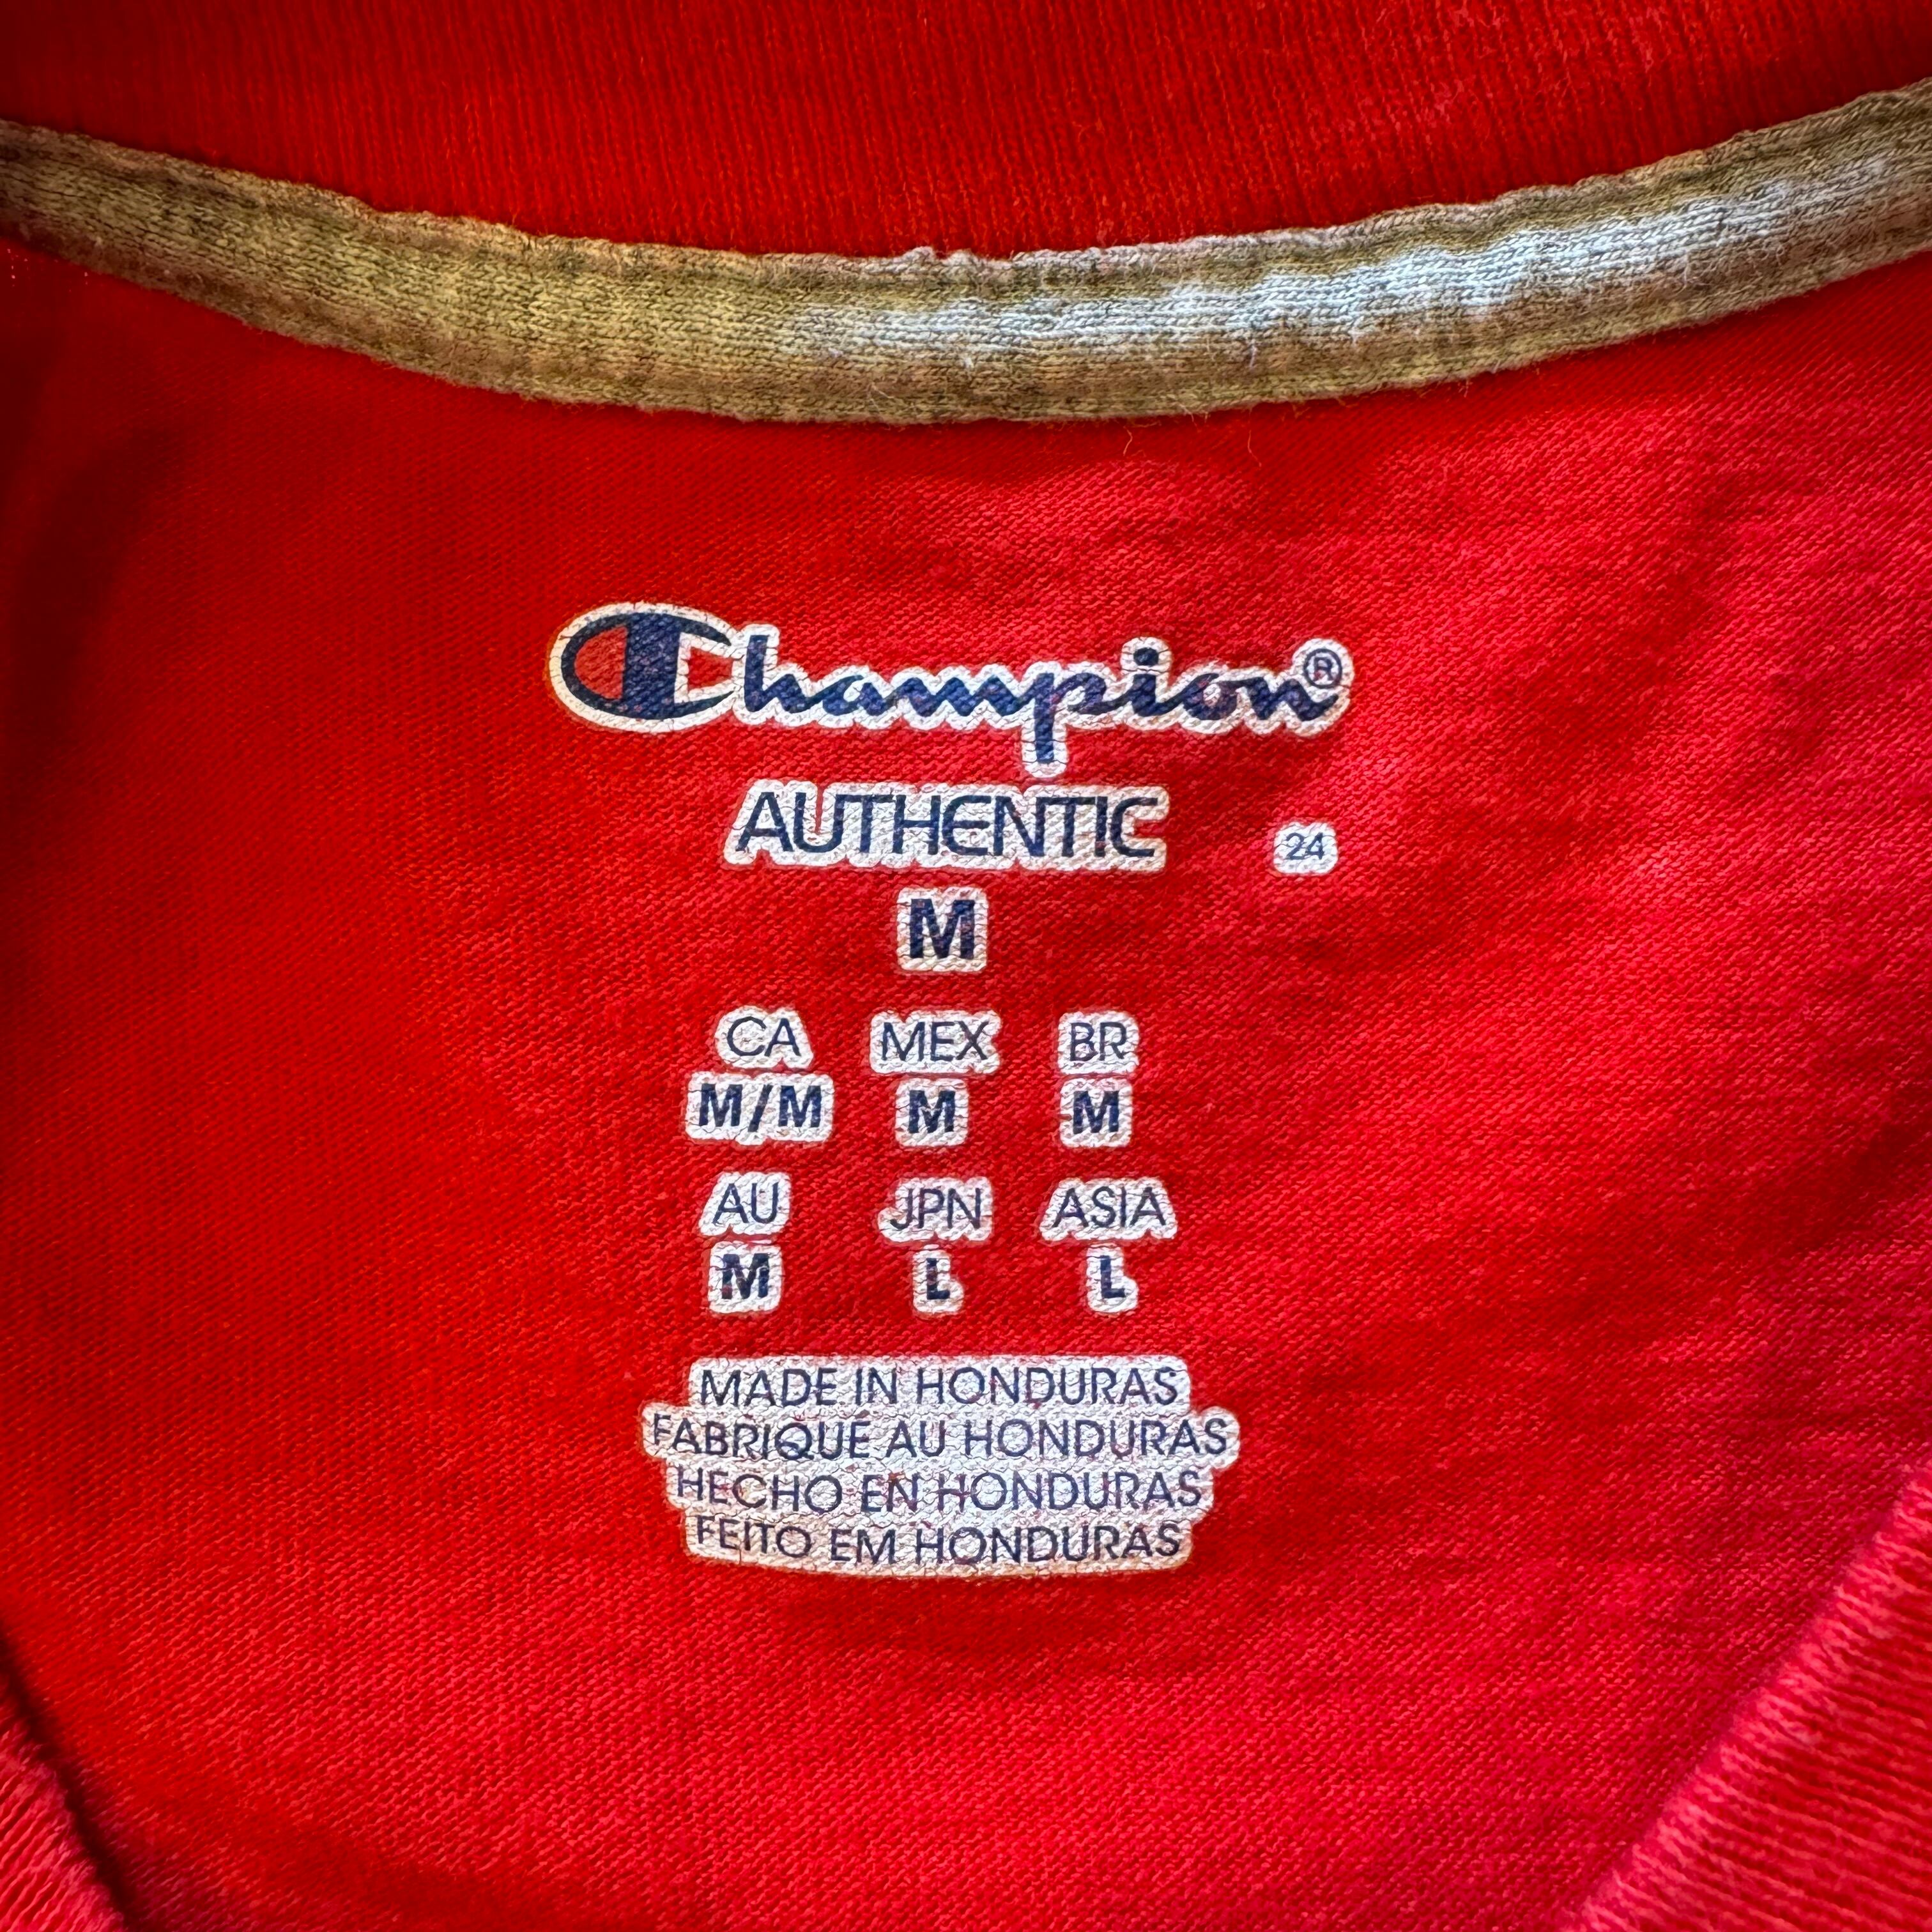 Champion®
AUTHENTIC 24
M
CA MEX BR
M/M M M
AU JPN ASIA
M L L
MADE IN HONDURAS
FABRIQUÉ AU HONDURAS
HECHO EN HONDURAS
FEITO EM HONDURAS